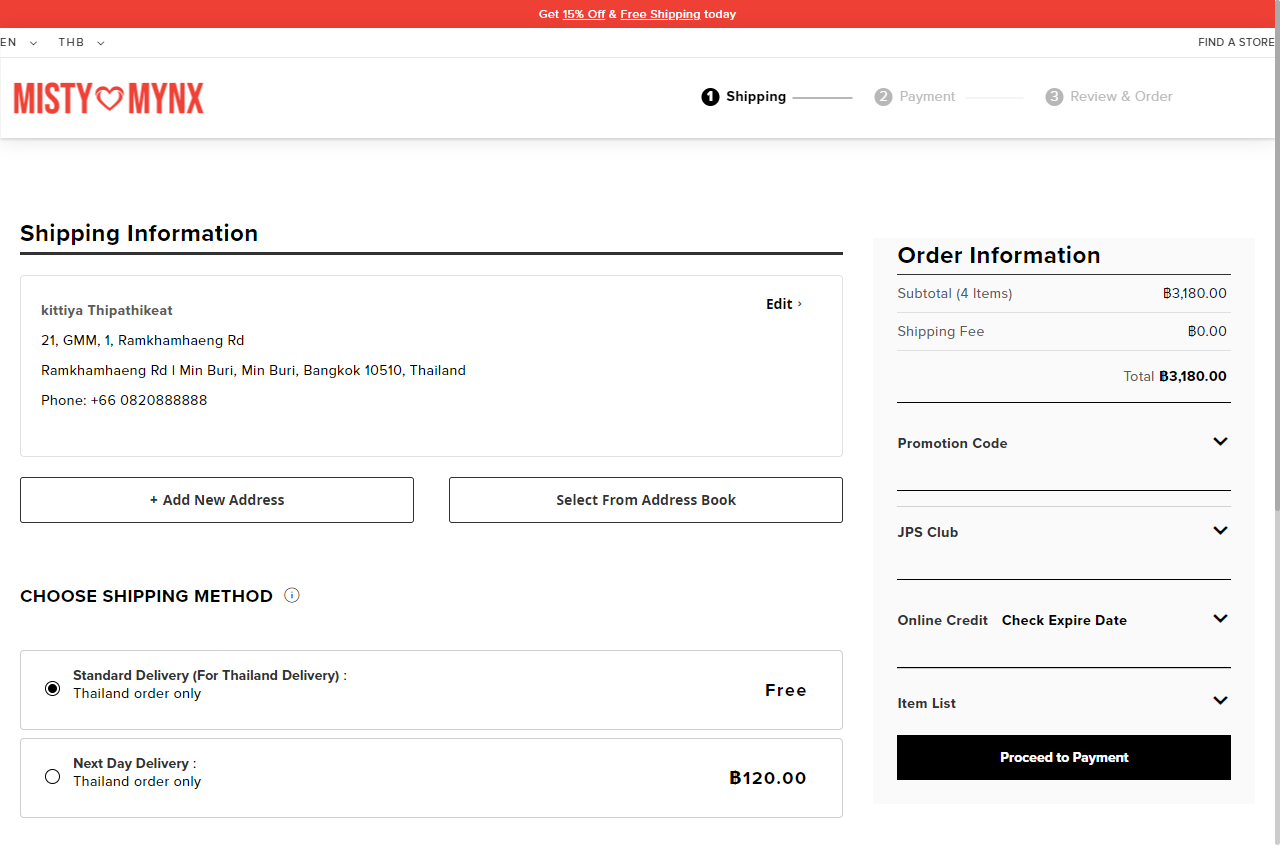 Get 15% Off & Free Shipping today
EN THB FIND A STORE
MISTY MYNX
1 Shipping 2 Payment 3 Review & Order
Shipping Information
kittiya Thipathikeat
Edit ›
21, GMM, 1, Ramkhamhaeng Rd
Ramkhamhaeng Rd | Min Buri, Min Buri, Bangkok 10510, Thailand
Phone: +66 0820888888
+ Add New Address
Select From Address Book
CHOOSE SHIPPING METHOD i
Standard Delivery (For Thailand Delivery) :
Thailand order only
Free
Next Day Delivery :
Thailand order only
฿120.00
Order Information
Subtotal (4 Items) ฿3,180.00
Shipping Fee ฿0.00
Total ฿3,180.00
Promotion Code
JPS Club
Online Credit Check Expire Date
Item List
Proceed to Payment